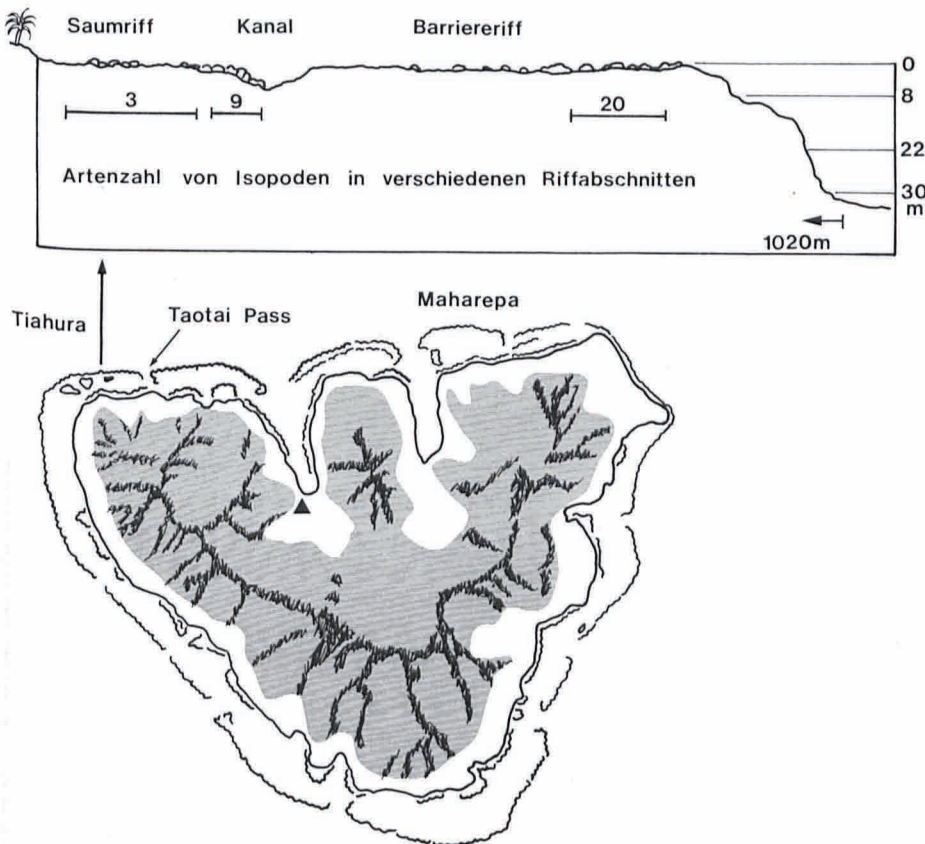 Saumriff Kanal Barriereriff
0
3 9 20
8
Artenzahl von Isopoden in verschiedenen Riffabschnitten
22
30
m
1020m
Maharepa
Tiahura
Taotai Pass